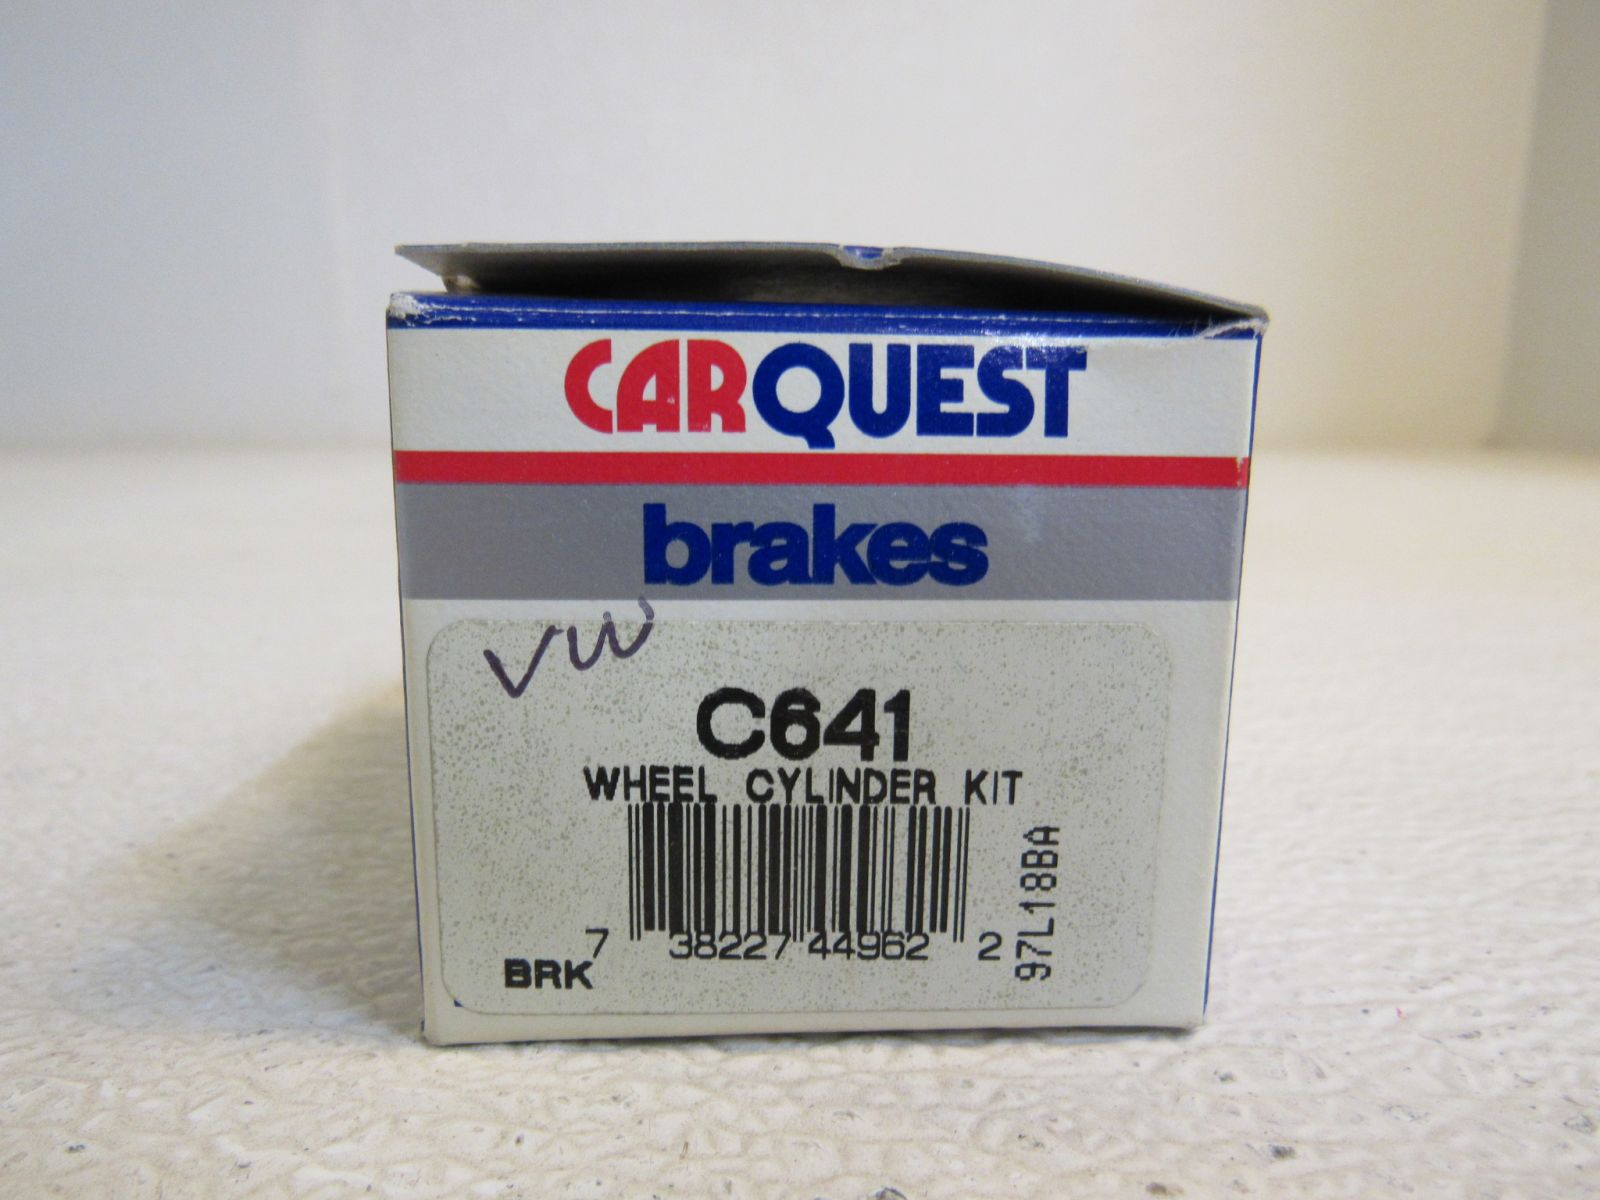 CARQUEST
brakes
VW
C641
WHEEL CYLINDER KIT
7 38227 44962 2
BRK
97L18BA